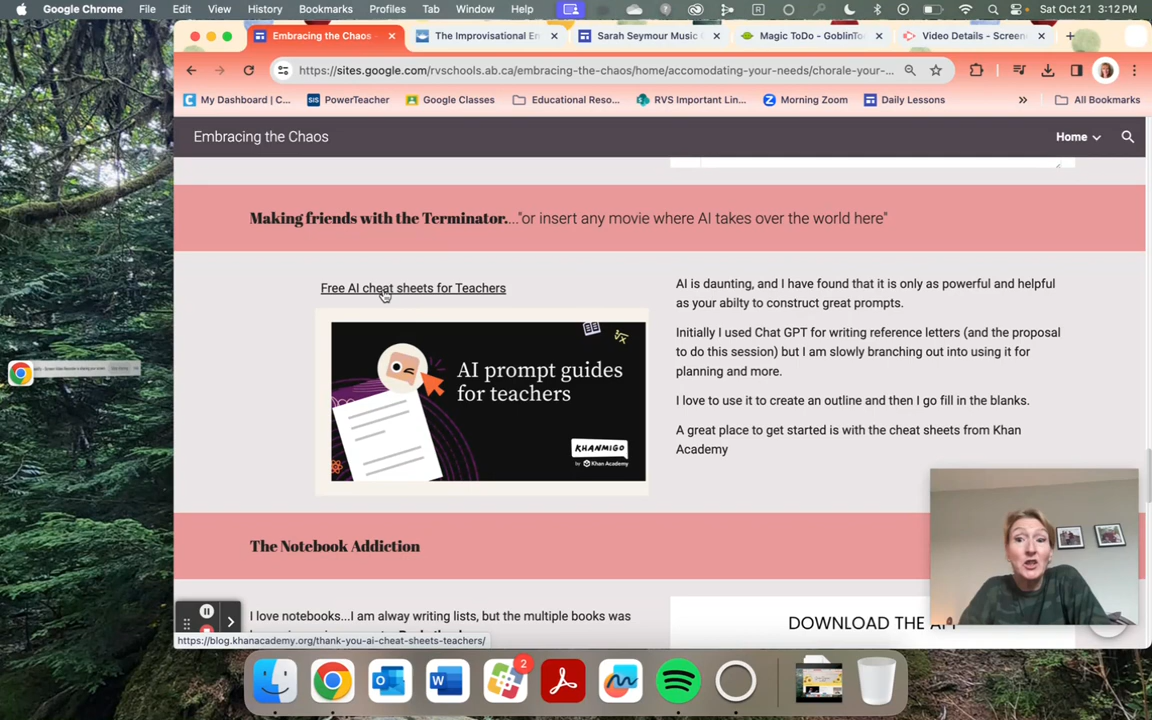 Google Chrome File Edit View History Bookmarks Profiles Tab Window Help Sat Oct 21 3:12 PM
Embracing the Chaos
The Improvisational En
Sarah Seymour Music
Magic ToDo - GoblinTo
Video Details - Screen
https://sites.google.com/rvschools.ab.ca/embracing-the-chaos/home/accomodating-your-needs/chorale-your-...
My Dashboard | C...
PowerTeacher
Google Classes
Educational Reso...
RVS Important Lin...
Morning Zoom
Daily Lessons
» All Bookmarks
Embracing the Chaos
Home
Making friends with the Terminator...."or insert any movie where AI takes over the world here"
Free AI cheat sheets for Teachers
AI prompt guides
for teachers
KHANMIGO
by Khan Academy
AI is daunting, and I have found that it is only as powerful and helpful
as your abilty to construct great prompts.
Initially I used Chat GPT for writing reference letters (and the proposal
to do this session) but I am slowly branching out into using it for
planning and more.
I love to use it to create an outline and then I go fill in the blanks.
A great place to get started is with the cheat sheets from Khan
Academy
The Notebook Addiction
I love notebooks...I am alway writing lists, but the multiple books was
DOWNLOAD THE
https://blog.khanacademy.org/thank-you-ai-cheat-sheets-teachers/
2